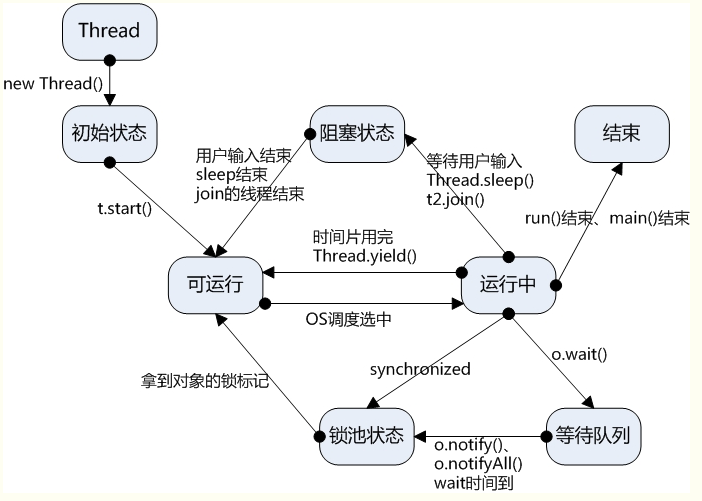 Thread
new Thread()
初始状态
阻塞状态
结束
用户输入结束
sleep结束
join的线程结束
等待用户输入
Thread.sleep()
t2.join()
t.start()
run()结束、main()结束
时间片用完
Thread.yield()
可运行
运行中
OS调度选中
拿到对象的锁标记
synchronized
o.wait()
锁池状态
等待队列
o.notify()、
o.notifyAll()
wait时间到